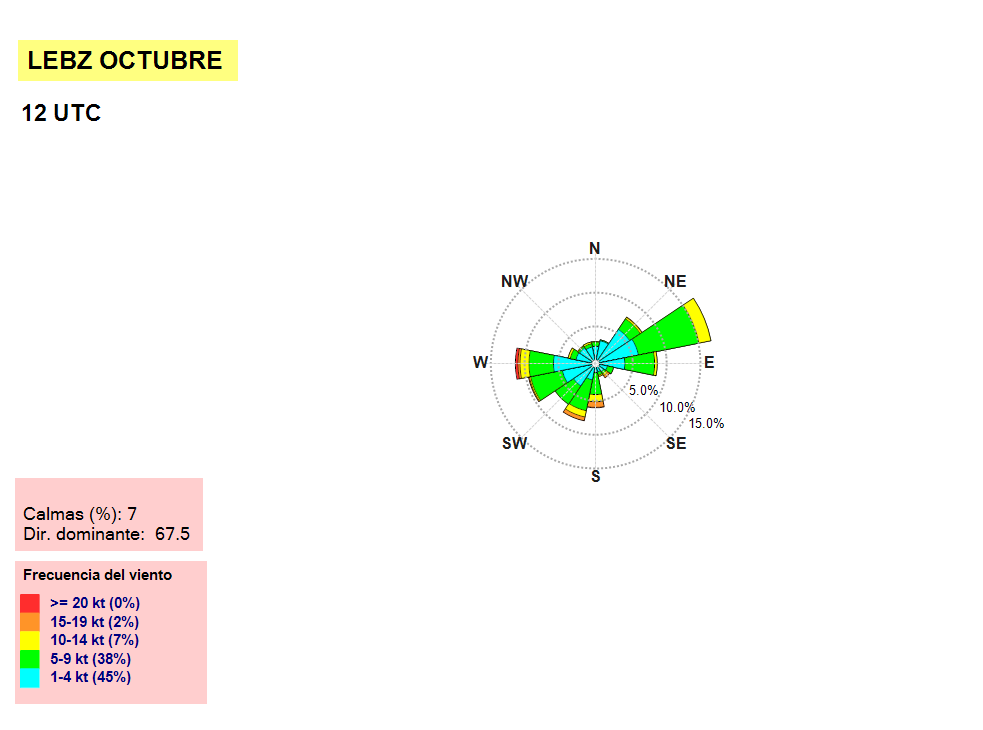 LEBZ OCTUBRE
12 UTC
N
NW
NE
W
E
5.0%
10.0%
15.0%
SW
SE
S
Calmas (%): 7
Dir. dominante: 67.5
Frecuencia del viento
>= 20 kt (0%)
15-19 kt (2%)
10-14 kt (7%)
5-9 kt (38%)
1-4 kt (45%)